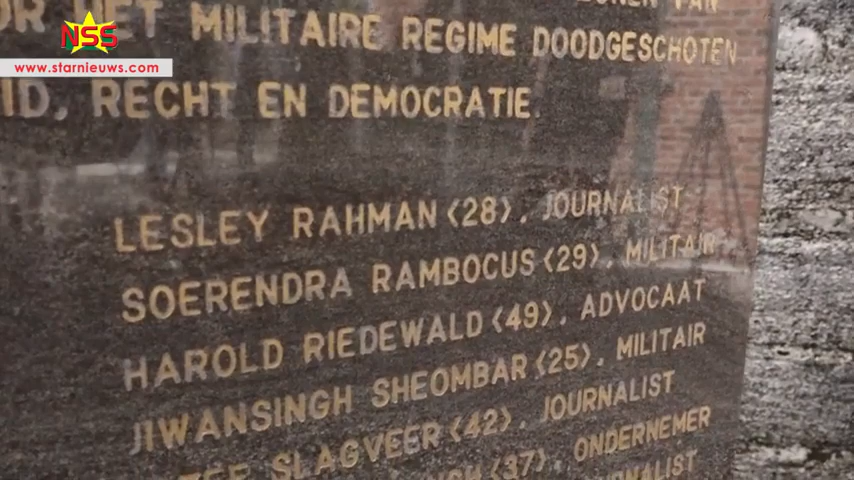 NSS
www.starnieuws.com
HET MILITAIRE REGIME DOODGESCHOTEN
RECHT EN DEMOCRATIE.
LESLEY RAHMAN (28), JOURNALIST
SOERENDRA RAMBOCUS (29), MILITAIR
HAROLD RIEDEWALD (49), ADVOCAAT
JIWANSINGH SHEOMBAR (25), MILITAIR
SLAGVEER (42), JOURNALIST
(37), ONDERNEMER